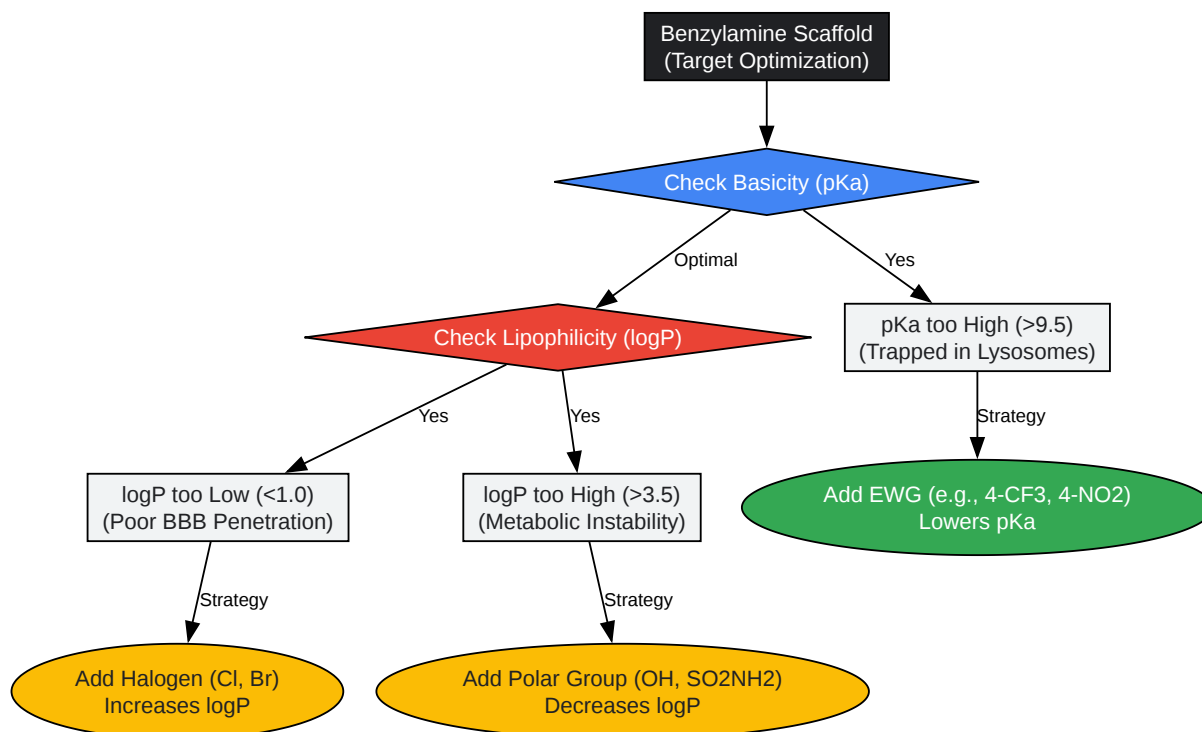 Benzylamine Scaffold
(Target Optimization)
Check Basicity (pKa)
Optimal
Yes
Check Lipophilicity (logP)
pKa too High (>9.5)
(Trapped in Lysosomes)
Yes
Yes
Strategy
logP too Low (<1.0)
(Poor BBB Penetration)
logP too High (>3.5)
(Metabolic Instability)
Add EWG (e.g., 4-CF3, 4-NO2)
Lowers pKa
Strategy
Strategy
Add Halogen (Cl, Br)
Increases logP
Add Polar Group (OH, SO2NH2)
Decreases logP